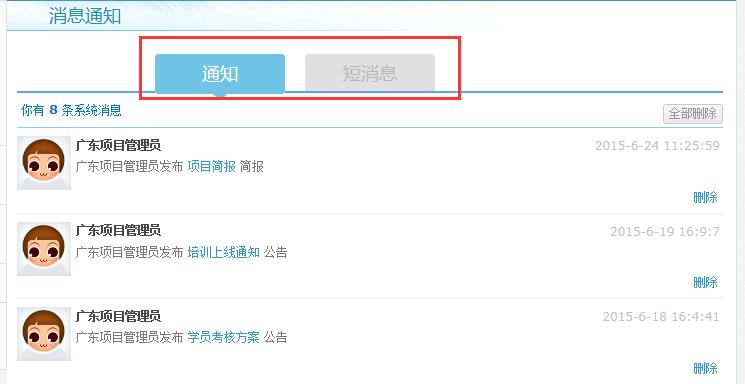 消息通知
通知 短消息
你有 8 条系统消息 全部删除
广东项目管理员 2015-6-24 11:25:59
广东项目管理员发布 项目简报 简报
删除
广东项目管理员 2015-6-19 16:9:7
广东项目管理员发布 培训上线通知 公告
删除
广东项目管理员 2015-6-18 16:4:41
广东项目管理员发布 学员考核方案 公告
删除